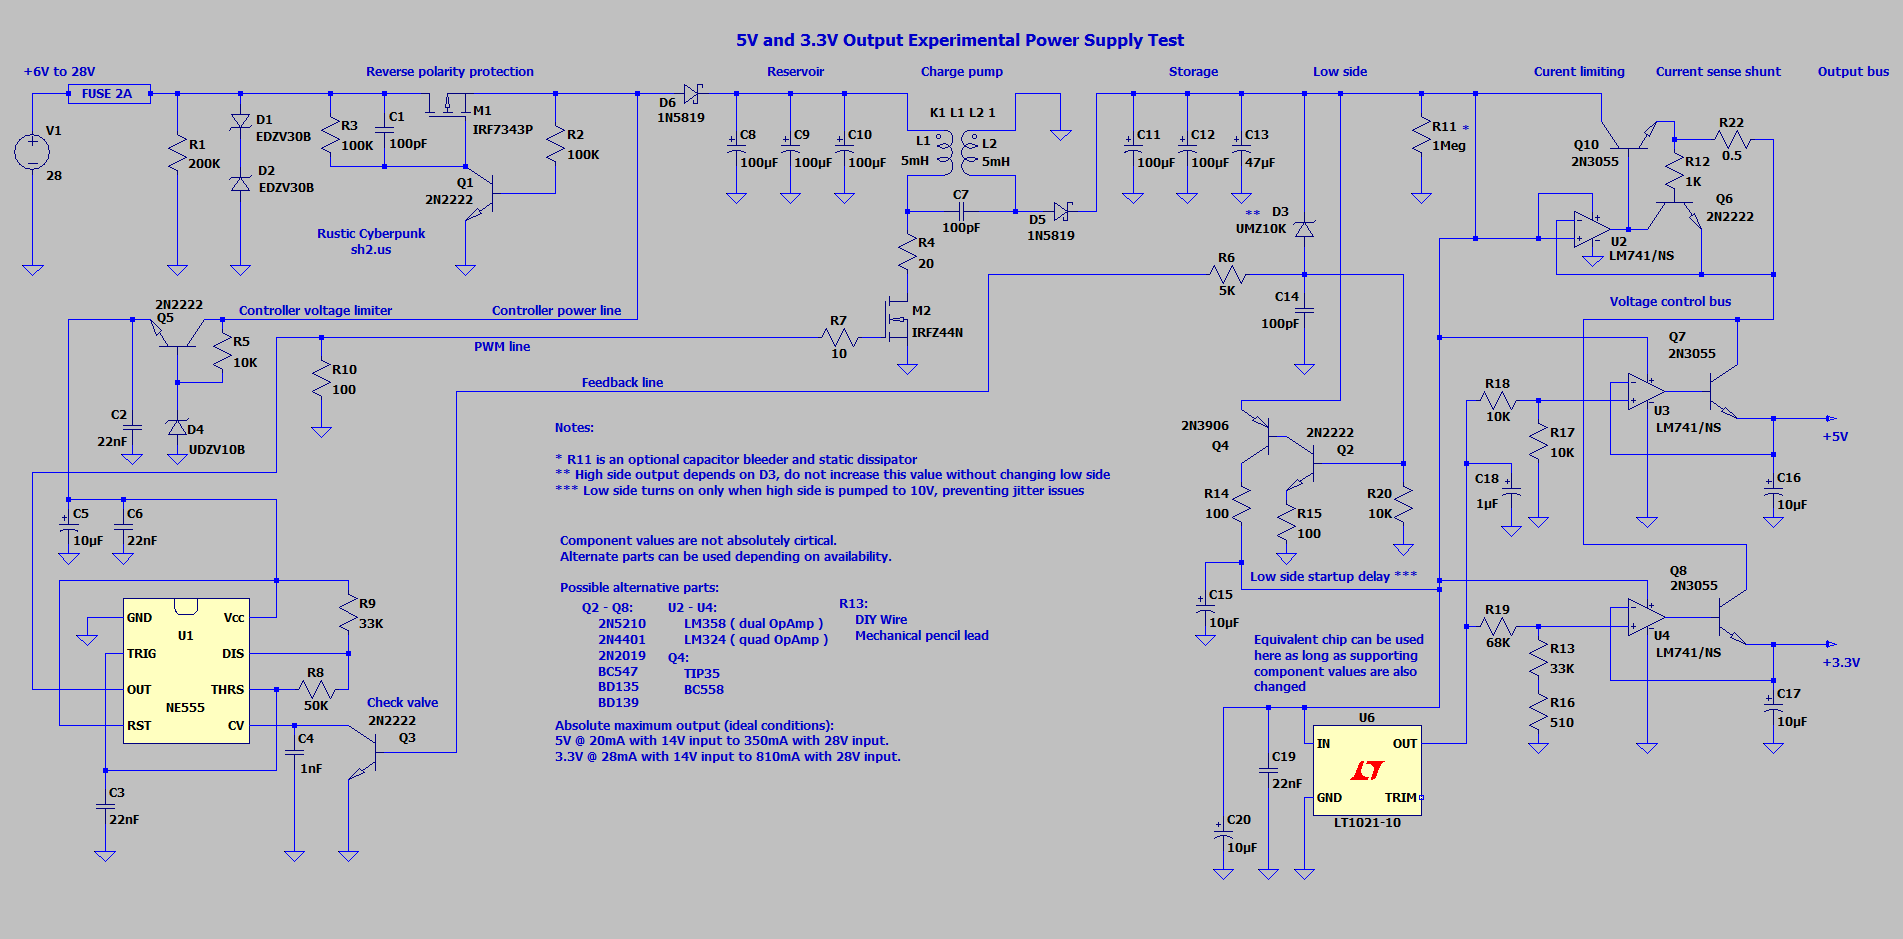 5V and 3.3V Output Experimental Power Supply Test
+6V to 28V
Reverse polarity protection
Reservoir
Charge pump
Storage
Low side
Curent limiting
Current sense shunt
Output bus
FUSE 2A
V1
28
R1
200K
D1
EDZV30B
D2
EDZV30B
R3
100K
C1
100pF
M1
IRF7343P
Q1
2N2222
R2
100K
D6
1N5819
C8
100µF
C9
100µF
C10
100µF
K1 L1 L2 1
L1
5mH
L2
5mH
C7
100pF
D5
1N5819
R4
20
C11
100µF
C12
100µF
C13
47µF
** D3
UMZ10K
R11 *
1Meg
Q10
2N3055
R22
0.5
R12
1K
Q6
2N2222
U2
LM741/NS
Rustic Cyberpunk
sh2.us
2N2222
Q5
Controller voltage limiter
Controller power line
R5
10K
PWM line
R7
10
M2
IRFZ44N
R6
5K
C14
100pF
Voltage control bus
R10
100
Feedback line
C2
22nF
D4
UDZV10B
Q7
2N3055
R18
10K
R17
10K
U3
LM741/NS
+5V
C18
1µF
C16
10µF
2N3906
Q4
2N2222
Q2
R14
100
R15
100
R20
10K
Notes:
* R11 is an optional capacitor bleeder and static dissipator
** High side output depends on D3, do not increase this value without changing low side
*** Low side turns on only when high side is pumped to 10V, preventing jitter issues
Component values are not absolutely cirtical.
Alternate parts can be used depending on availability.
Possible alternative parts:
Q2 - Q8:
2N5210
2N4401
2N2019
BC547
BD135
BD139
U2 - U4:
LM358 ( dual OpAmp )
LM324 ( quad OpAmp )
Q4:
TIP35
BC558
R13:
DIY Wire
Mechanical pencil lead
Absolute maximum output (ideal conditions):
5V @ 20mA with 14V input to 350mA with 28V input.
3.3V @ 28mA with 14V input to 810mA with 28V input.
C5
10µF
C6
22nF
GND
Vcc
U1
TRIG
DIS
OUT
THRS
NE555
RST
CV
R9
33K
R8
50K
Check valve
2N2222
Q3
C4
1nF
C3
22nF
Low side startup delay ***
C15
10µF
Equivalent chip can be used
here as long as supporting
component values are also
changed
Q8
2N3055
R19
68K
R13
33K
R16
510
U4
LM741/NS
+3.3V
C17
10µF
U6
IN
OUT
GND
TRIM
LT1021-10
C19
22nF
C20
10µF